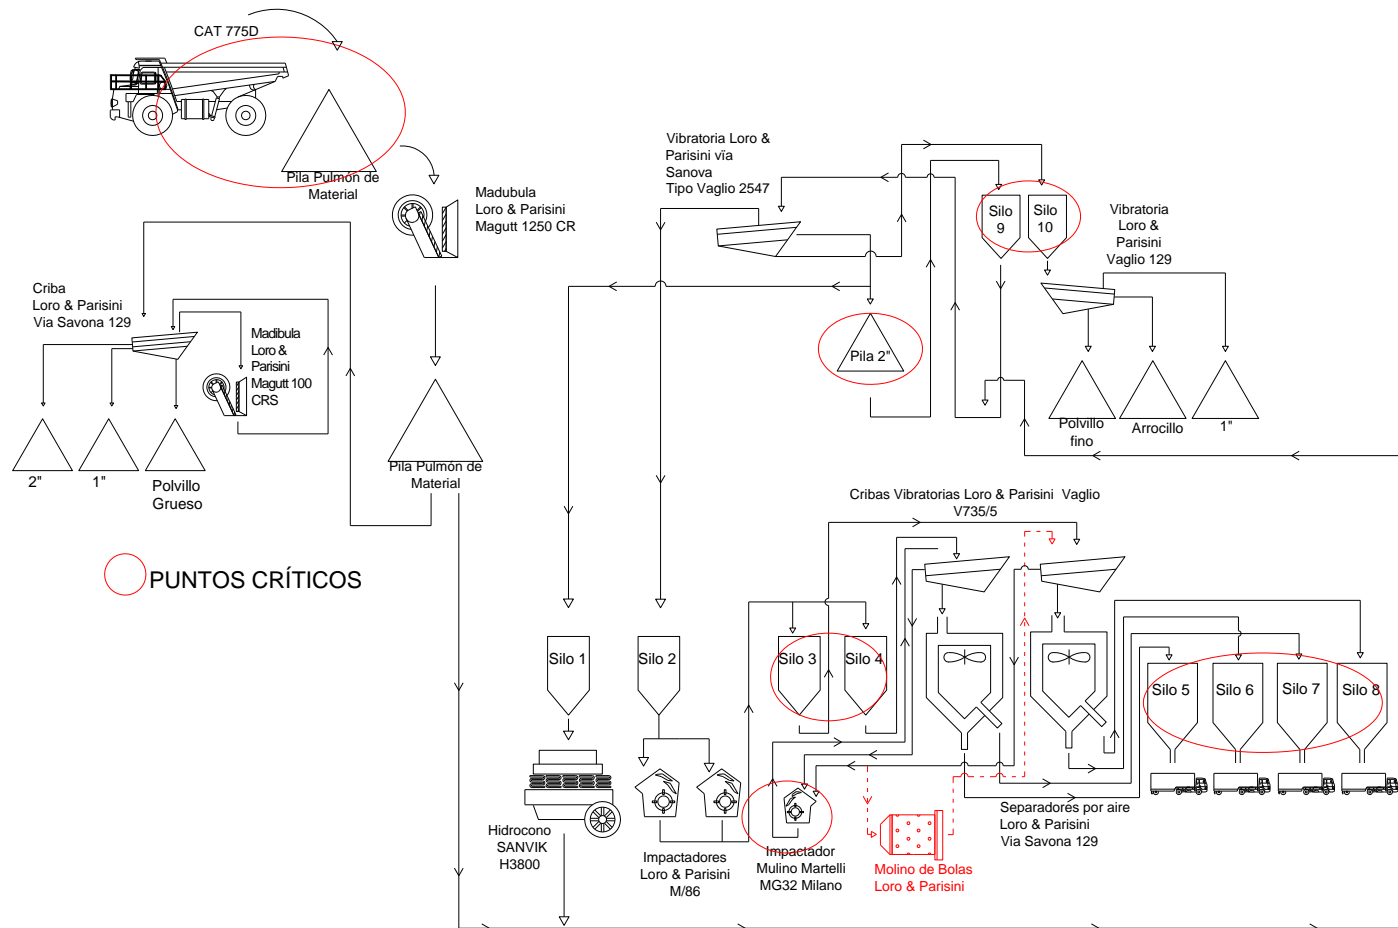 CAT 775D
Pila Pulmón de
Material
Madubula
Loro & Parisini
Magutt 1250 CR
Criba
Loro & Parisini
Via Savona 129
Madibula
Loro &
Parisini
Magutt 100
CRS
2"
1"
Polvillo
Grueso
Pila Pulmón de
Material
PUNTOS CRÍTICOS
Vibratoria Loro &
Parisini vïa
Sanova
Tipo Vaglio 2547
Silo
9
Silo
10
Vibratoria
Loro &
Parisini
Vaglio 129
Pila 2"
Polvillo
fino
Arrocillo
1"
Cribas Vibratorias Loro & Parisini Vaglio
V735/5
Silo 1
Silo 2
Silo 3
Silo 4
Silo 5
Silo 6
Silo 7
Silo 8
Hidrocono
SANVIK
H3800
Impactadores
Loro & Parisini
M/86
Impactador
Mulino Martelli
MG32 Milano
Molino de Bolas
Loro & Parisini
Separadores por aire
Loro & Parisini
Via Savona 129